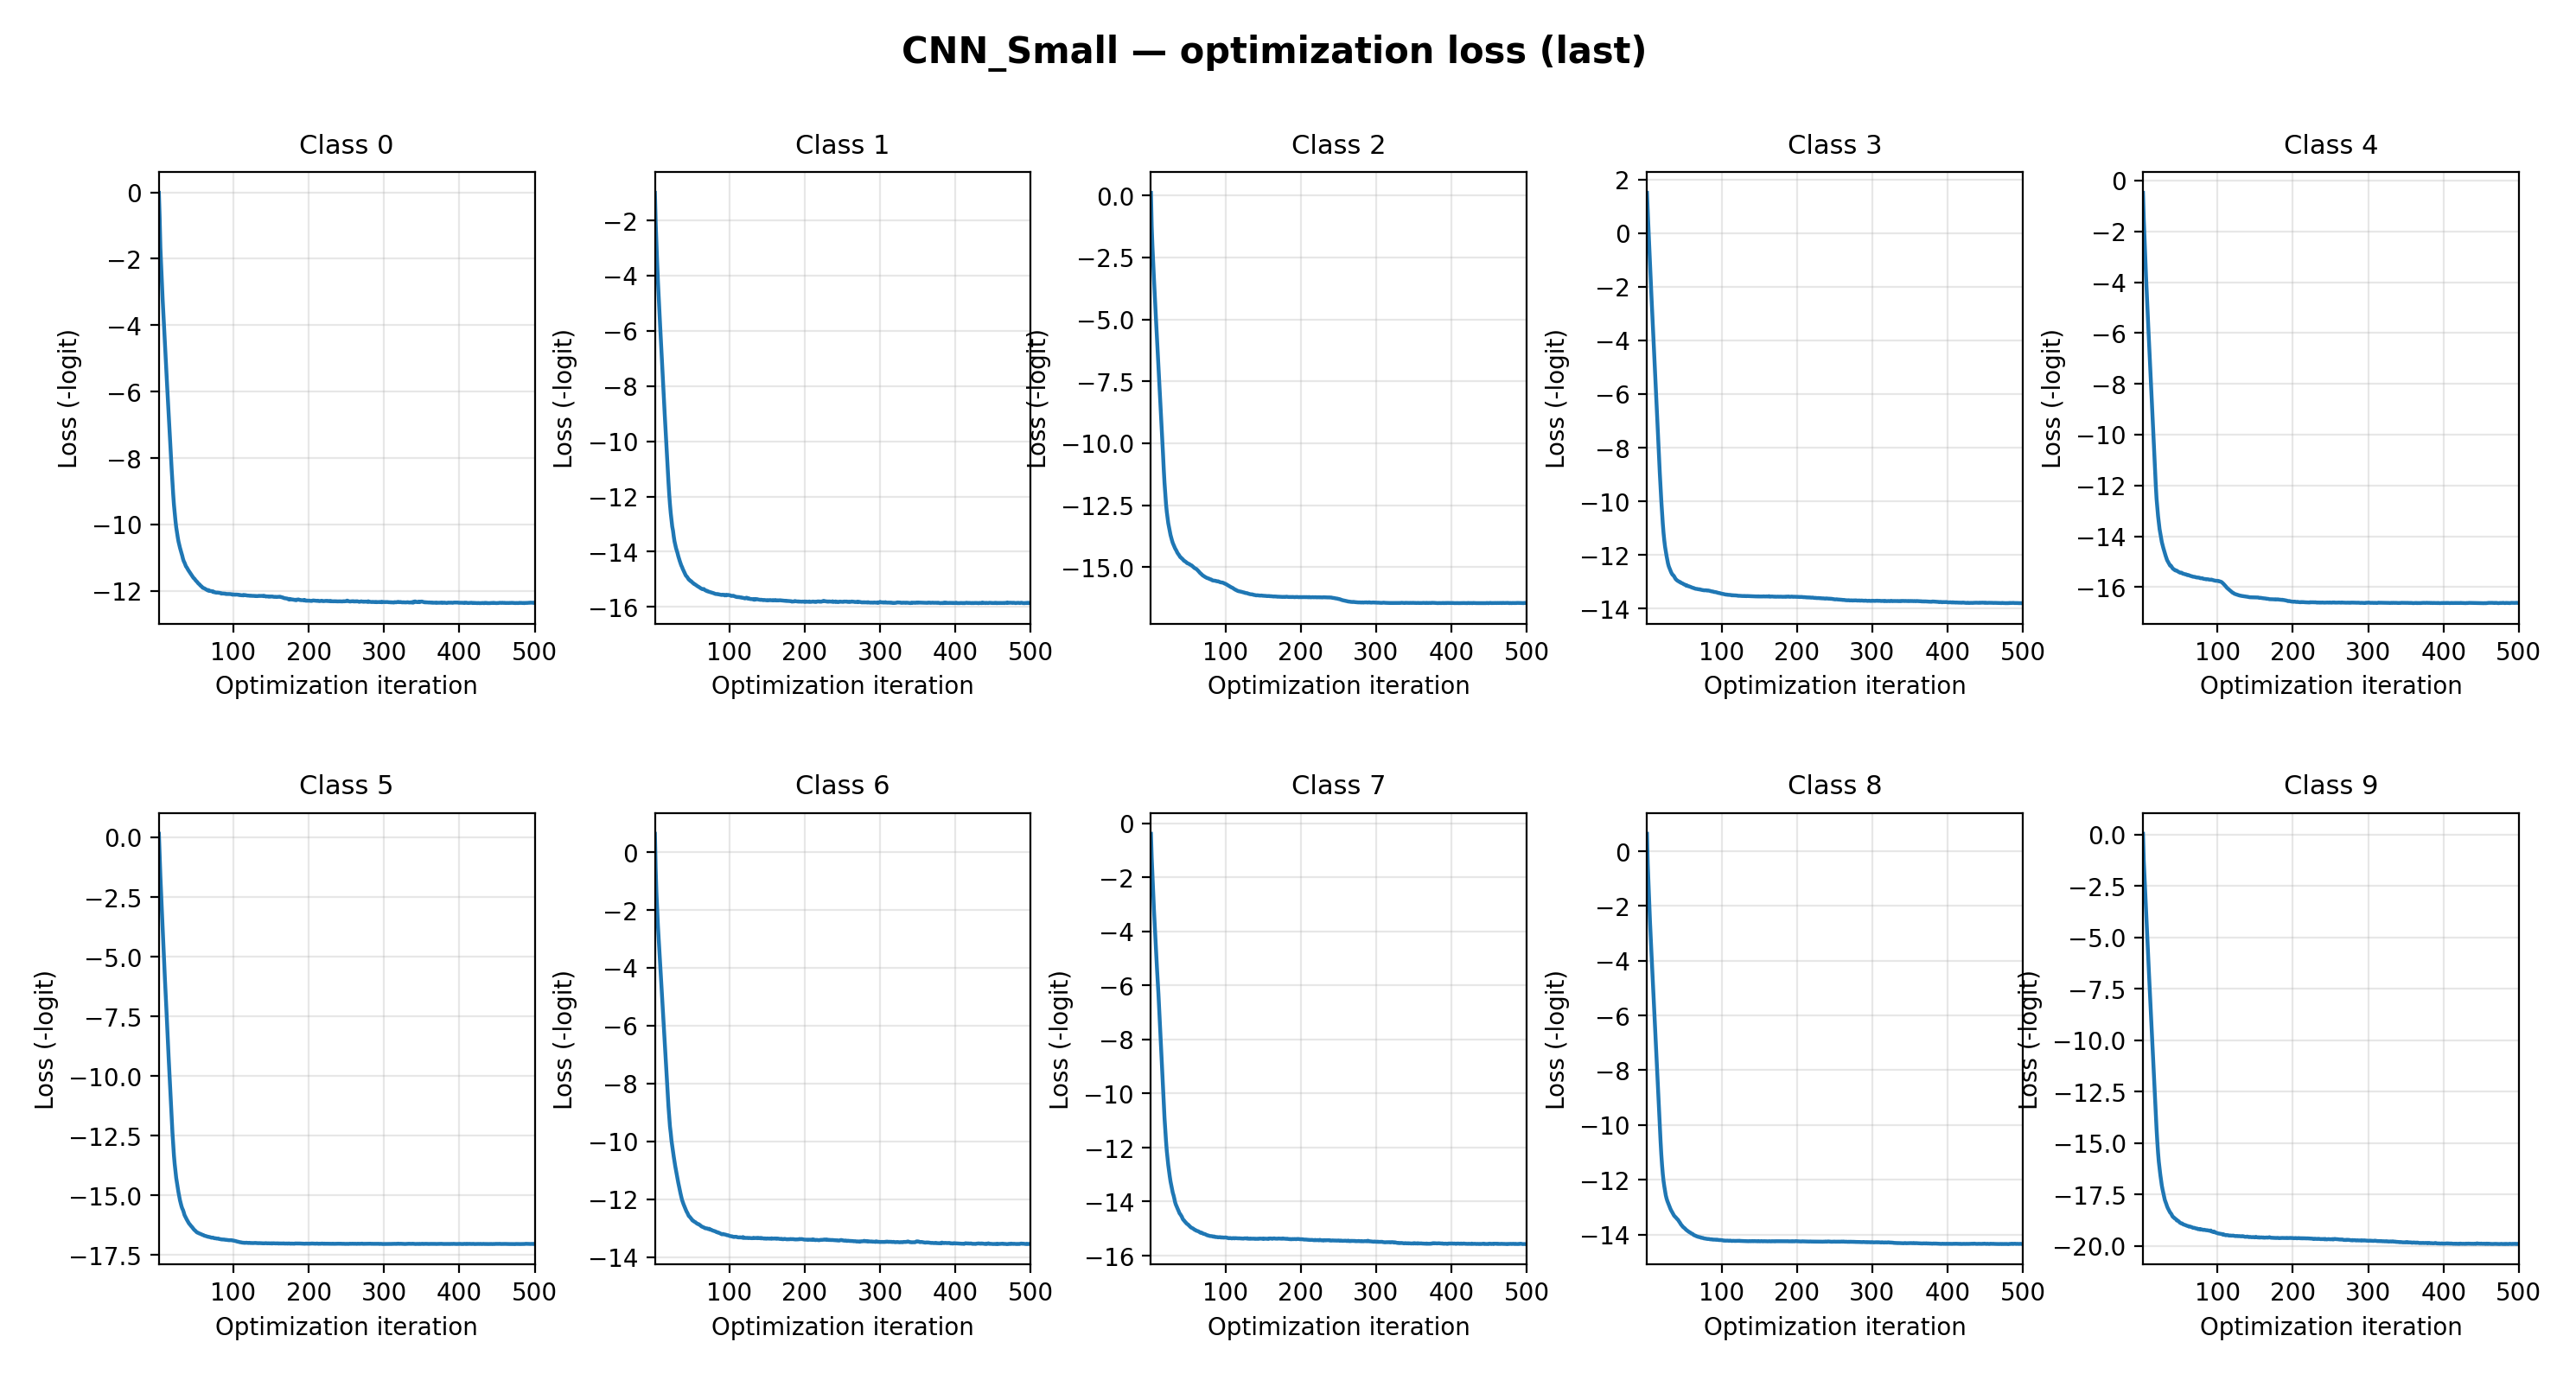 CNN_Small — optimization loss (last)
Class 0
Class 1
Class 2
Class 3
Class 4
0
−2
−4
−6
−8
−10
−12
Loss (-logit)
100 200 300 400 500
Optimization iteration
−2
−4
−6
−8
−10
−12
−14
−16
Loss (-logit)
100 200 300 400 500
Optimization iteration
0.0
−2.5
−5.0
−7.5
−10.0
−12.5
−15.0
Loss (-logit)
100 200 300 400 500
Optimization iteration
2
0
−2
−4
−6
−8
−10
−12
−14
Loss (-logit)
100 200 300 400 500
Optimization iteration
0
−2
−4
−6
−8
−10
−12
−14
−16
Loss (-logit)
100 200 300 400 500
Optimization iteration
Class 5
Class 6
Class 7
Class 8
Class 9
0.0
−2.5
−5.0
−7.5
−10.0
−12.5
−15.0
−17.5
Loss (-logit)
100 200 300 400 500
Optimization iteration
0
−2
−4
−6
−8
−10
−12
−14
Loss (-logit)
100 200 300 400 500
Optimization iteration
0
−2
−4
−6
−8
−10
−12
−14
−16
Loss (-logit)
100 200 300 400 500
Optimization iteration
0
−2
−4
−6
−8
−10
−12
−14
Loss (-logit)
100 200 300 400 500
Optimization iteration
0.0
−2.5
−5.0
−7.5
−10.0
−12.5
−15.0
−17.5
−20.0
Loss (-logit)
100 200 300 400 500
Optimization iteration